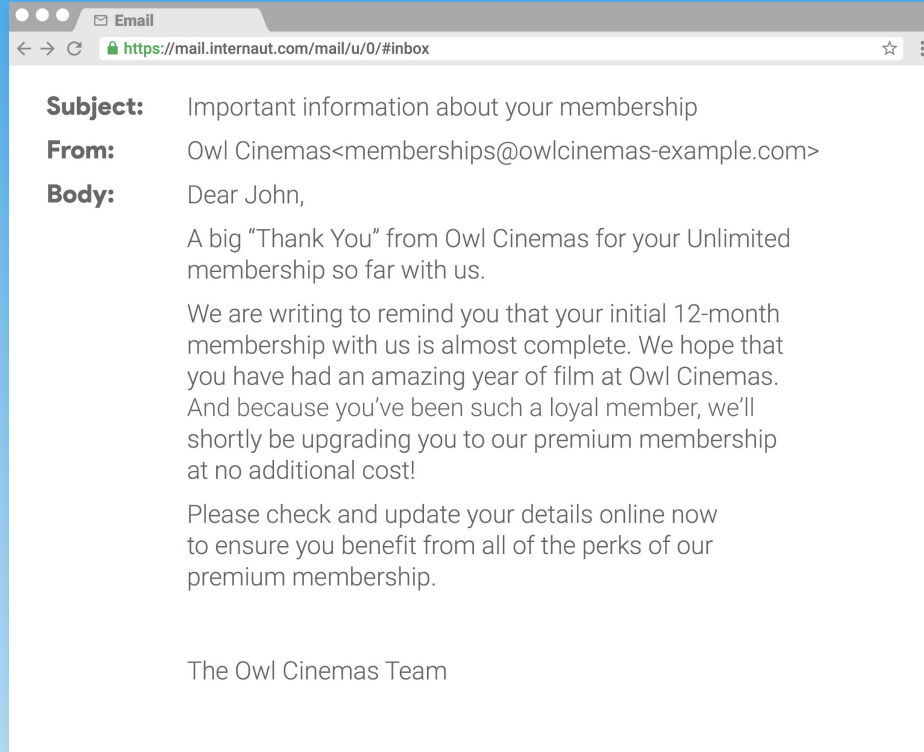 Email
https://mail.internaut.com/mail/u/0/#inbox
Subject: Important information about your membership
From: Owl Cinemas<memberships@owlcinemas-example.com>
Body: Dear John,
A big “Thank You” from Owl Cinemas for your Unlimited
membership so far with us.
We are writing to remind you that your initial 12-month
membership with us is almost complete. We hope that
you have had an amazing year of film at Owl Cinemas.
And because you’ve been such a loyal member, we’ll
shortly be upgrading you to our premium membership
at no additional cost!
Please check and update your details online now
to ensure you benefit from all of the perks of our
premium membership.
The Owl Cinemas Team